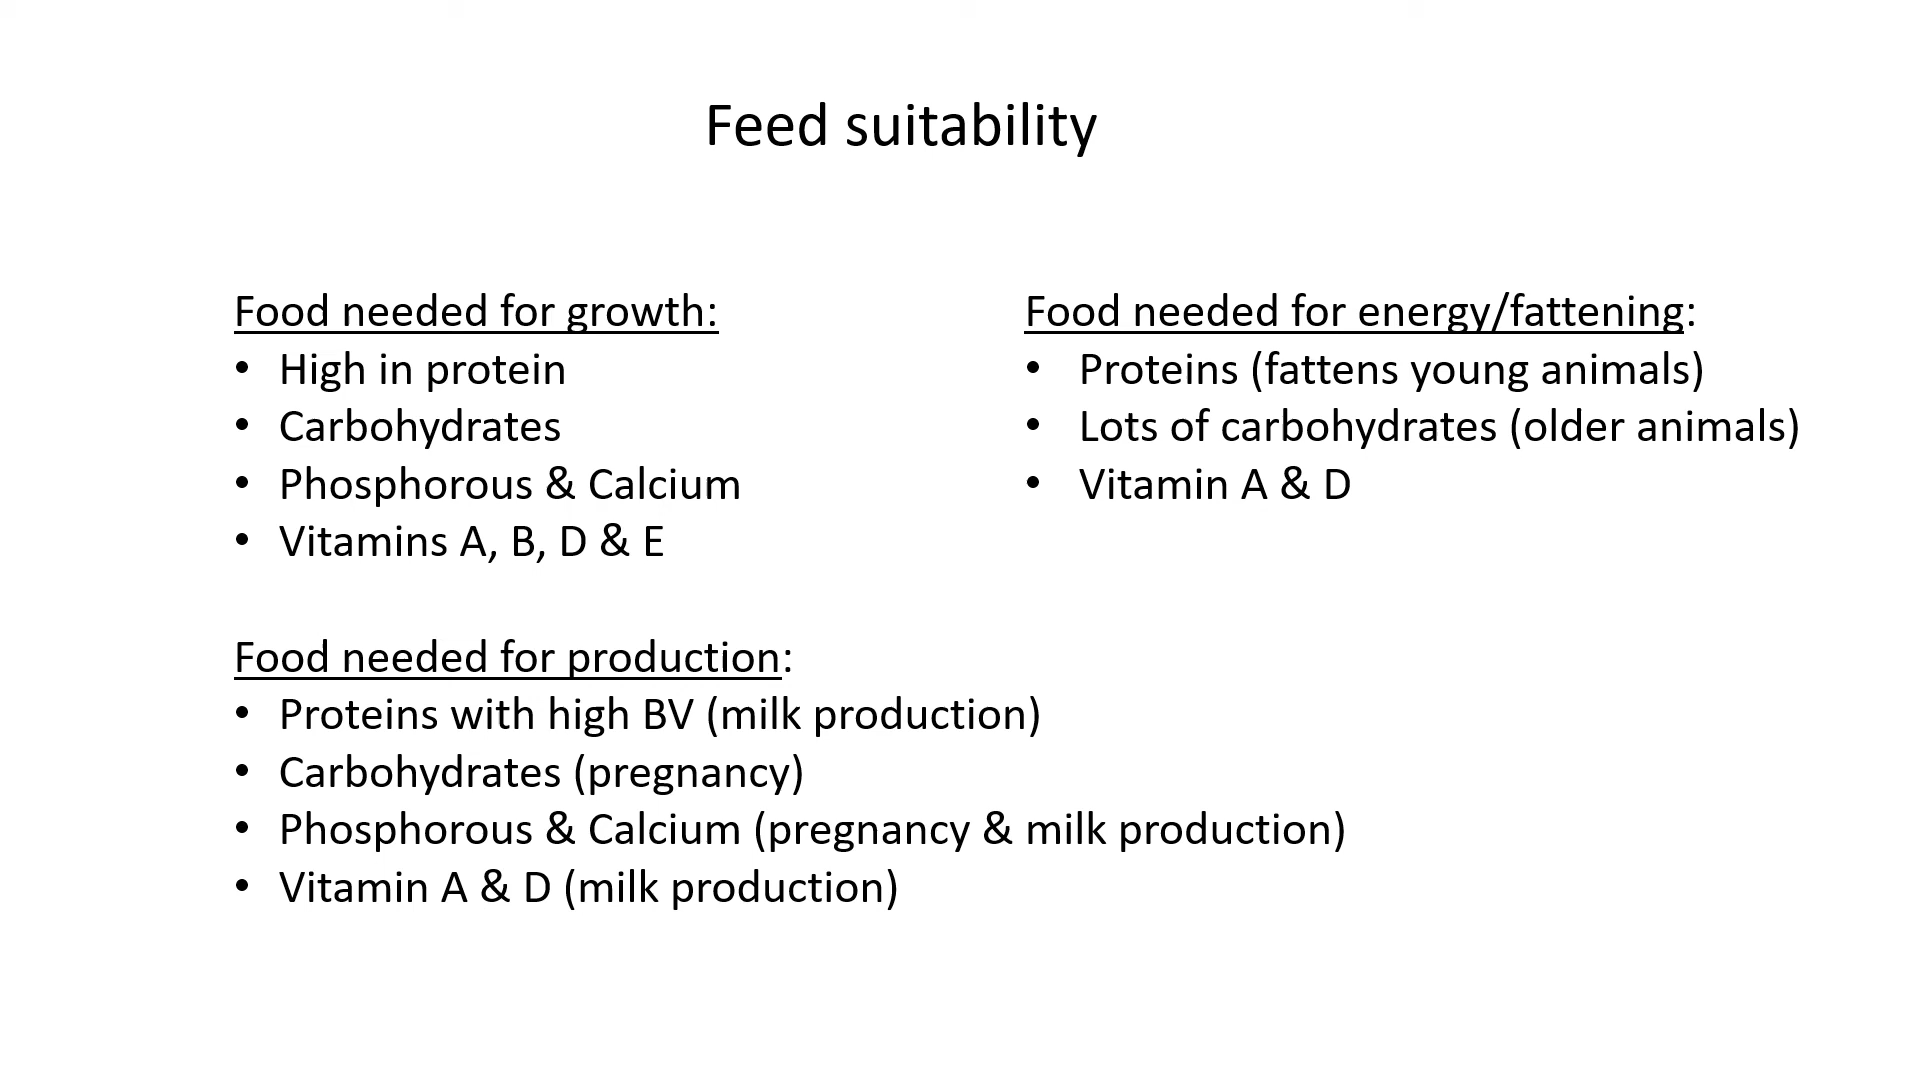 Feed suitability
Food needed for growth:
• High in protein
• Carbohydrates
• Phosphorous & Calcium
• Vitamins A, B, D & E
Food needed for energy/fattening:
• Proteins (fattens young animals)
• Lots of carbohydrates (older animals)
• Vitamin A & D
Food needed for production:
• Proteins with high BV (milk production)
• Carbohydrates (pregnancy)
• Phosphorous & Calcium (pregnancy & milk production)
• Vitamin A & D (milk production)